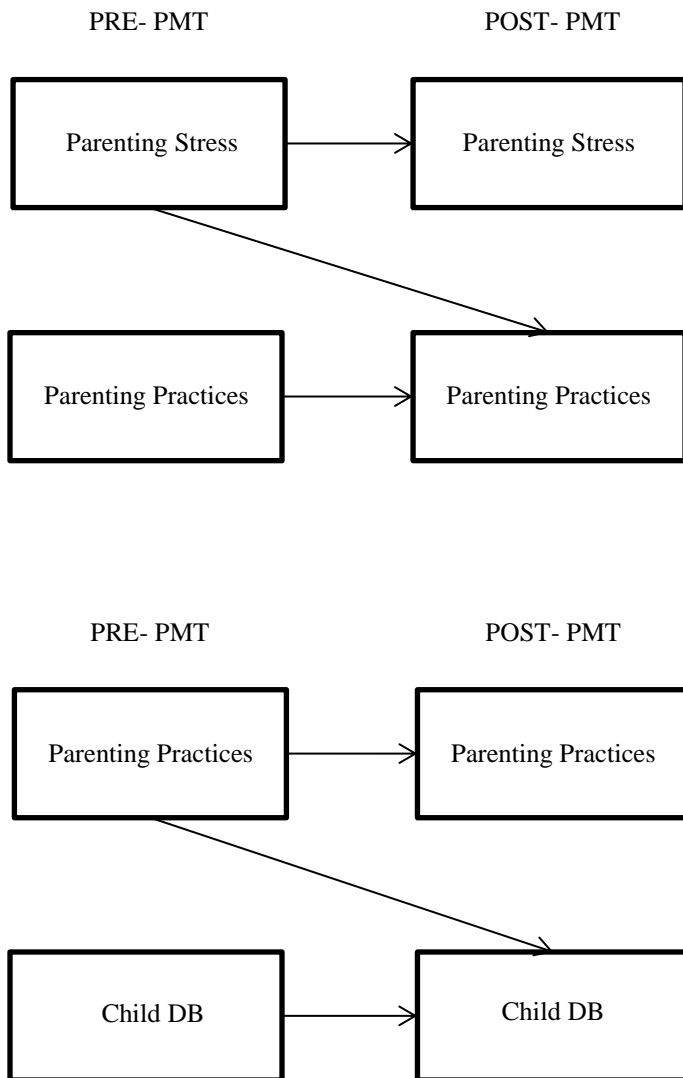 PRE- PMT
POST- PMT
Parenting Stress
Parenting Stress
Parenting Practices
Parenting Practices
PRE- PMT
POST- PMT
Parenting Practices
Parenting Practices
Child DB
Child DB